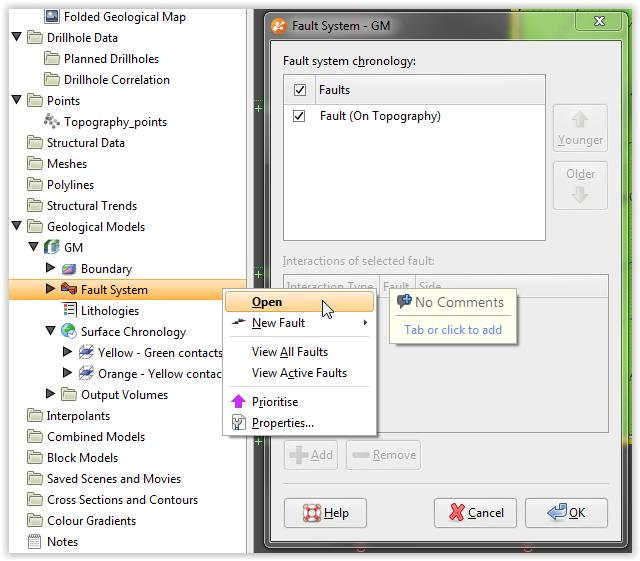 Folded Geological Map
Drillhole Data
Planned Drillholes
Drillhole Correlation
Points
Topography_points
Structural Data
Meshes
Polylines
Structural Trends
Geological Models
GM
Boundary
Fault System
Lithologies
Surface Chronology
Yellow - Green contacts
Orange - Yellow contac
Output Volumes
Interpolants
Combined Models
Block Models
Saved Scenes and Movies
Cross Sections and Contours
Colour Gradients
Notes
Open
New Fault
View All Faults
View Active Faults
Prioritise
Properties...
Fault System - GM
Fault system chronology:
Faults
Fault (On Topography)
Younger
Older
Interactions of selected fault:
Interaction Type Fault Side
No Comments
Tab or click to add
Add Remove
Help Cancel OK